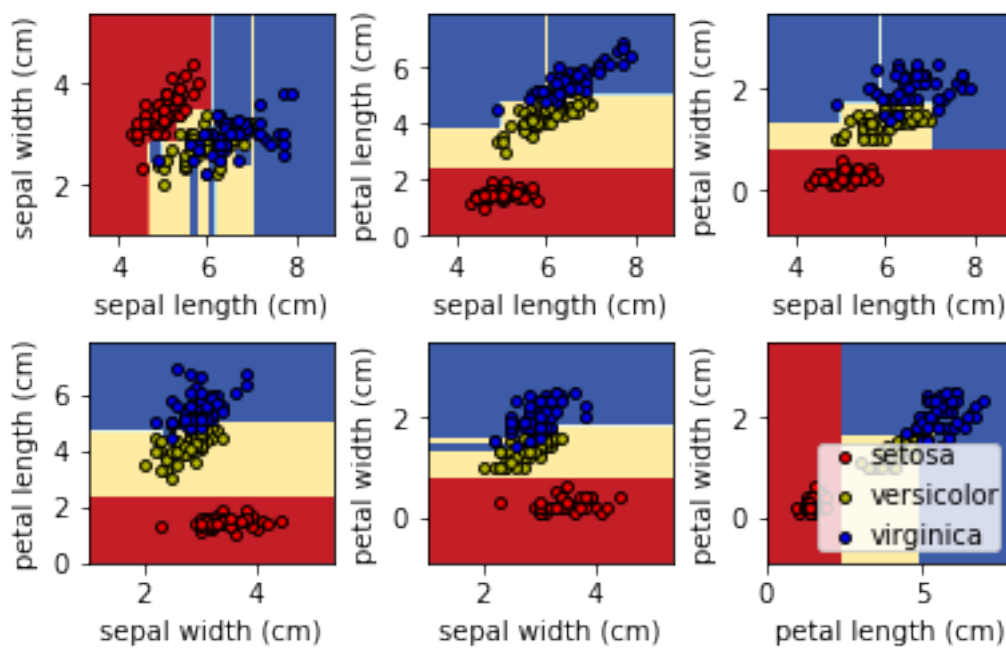 sepal width (cm)
4
2
4 6 8
sepal length (cm)
petal length (cm)
6
4
2
0
4 6 8
sepal length (cm)
petal width (cm)
2
0
4 6 8
sepal length (cm)
petal length (cm)
6
4
2
0
2 4
sepal width (cm)
petal width (cm)
2
0
2 4
sepal width (cm)
petal width (cm)
2
0
0 5
petal length (cm)
setosa
versicolor
virginica